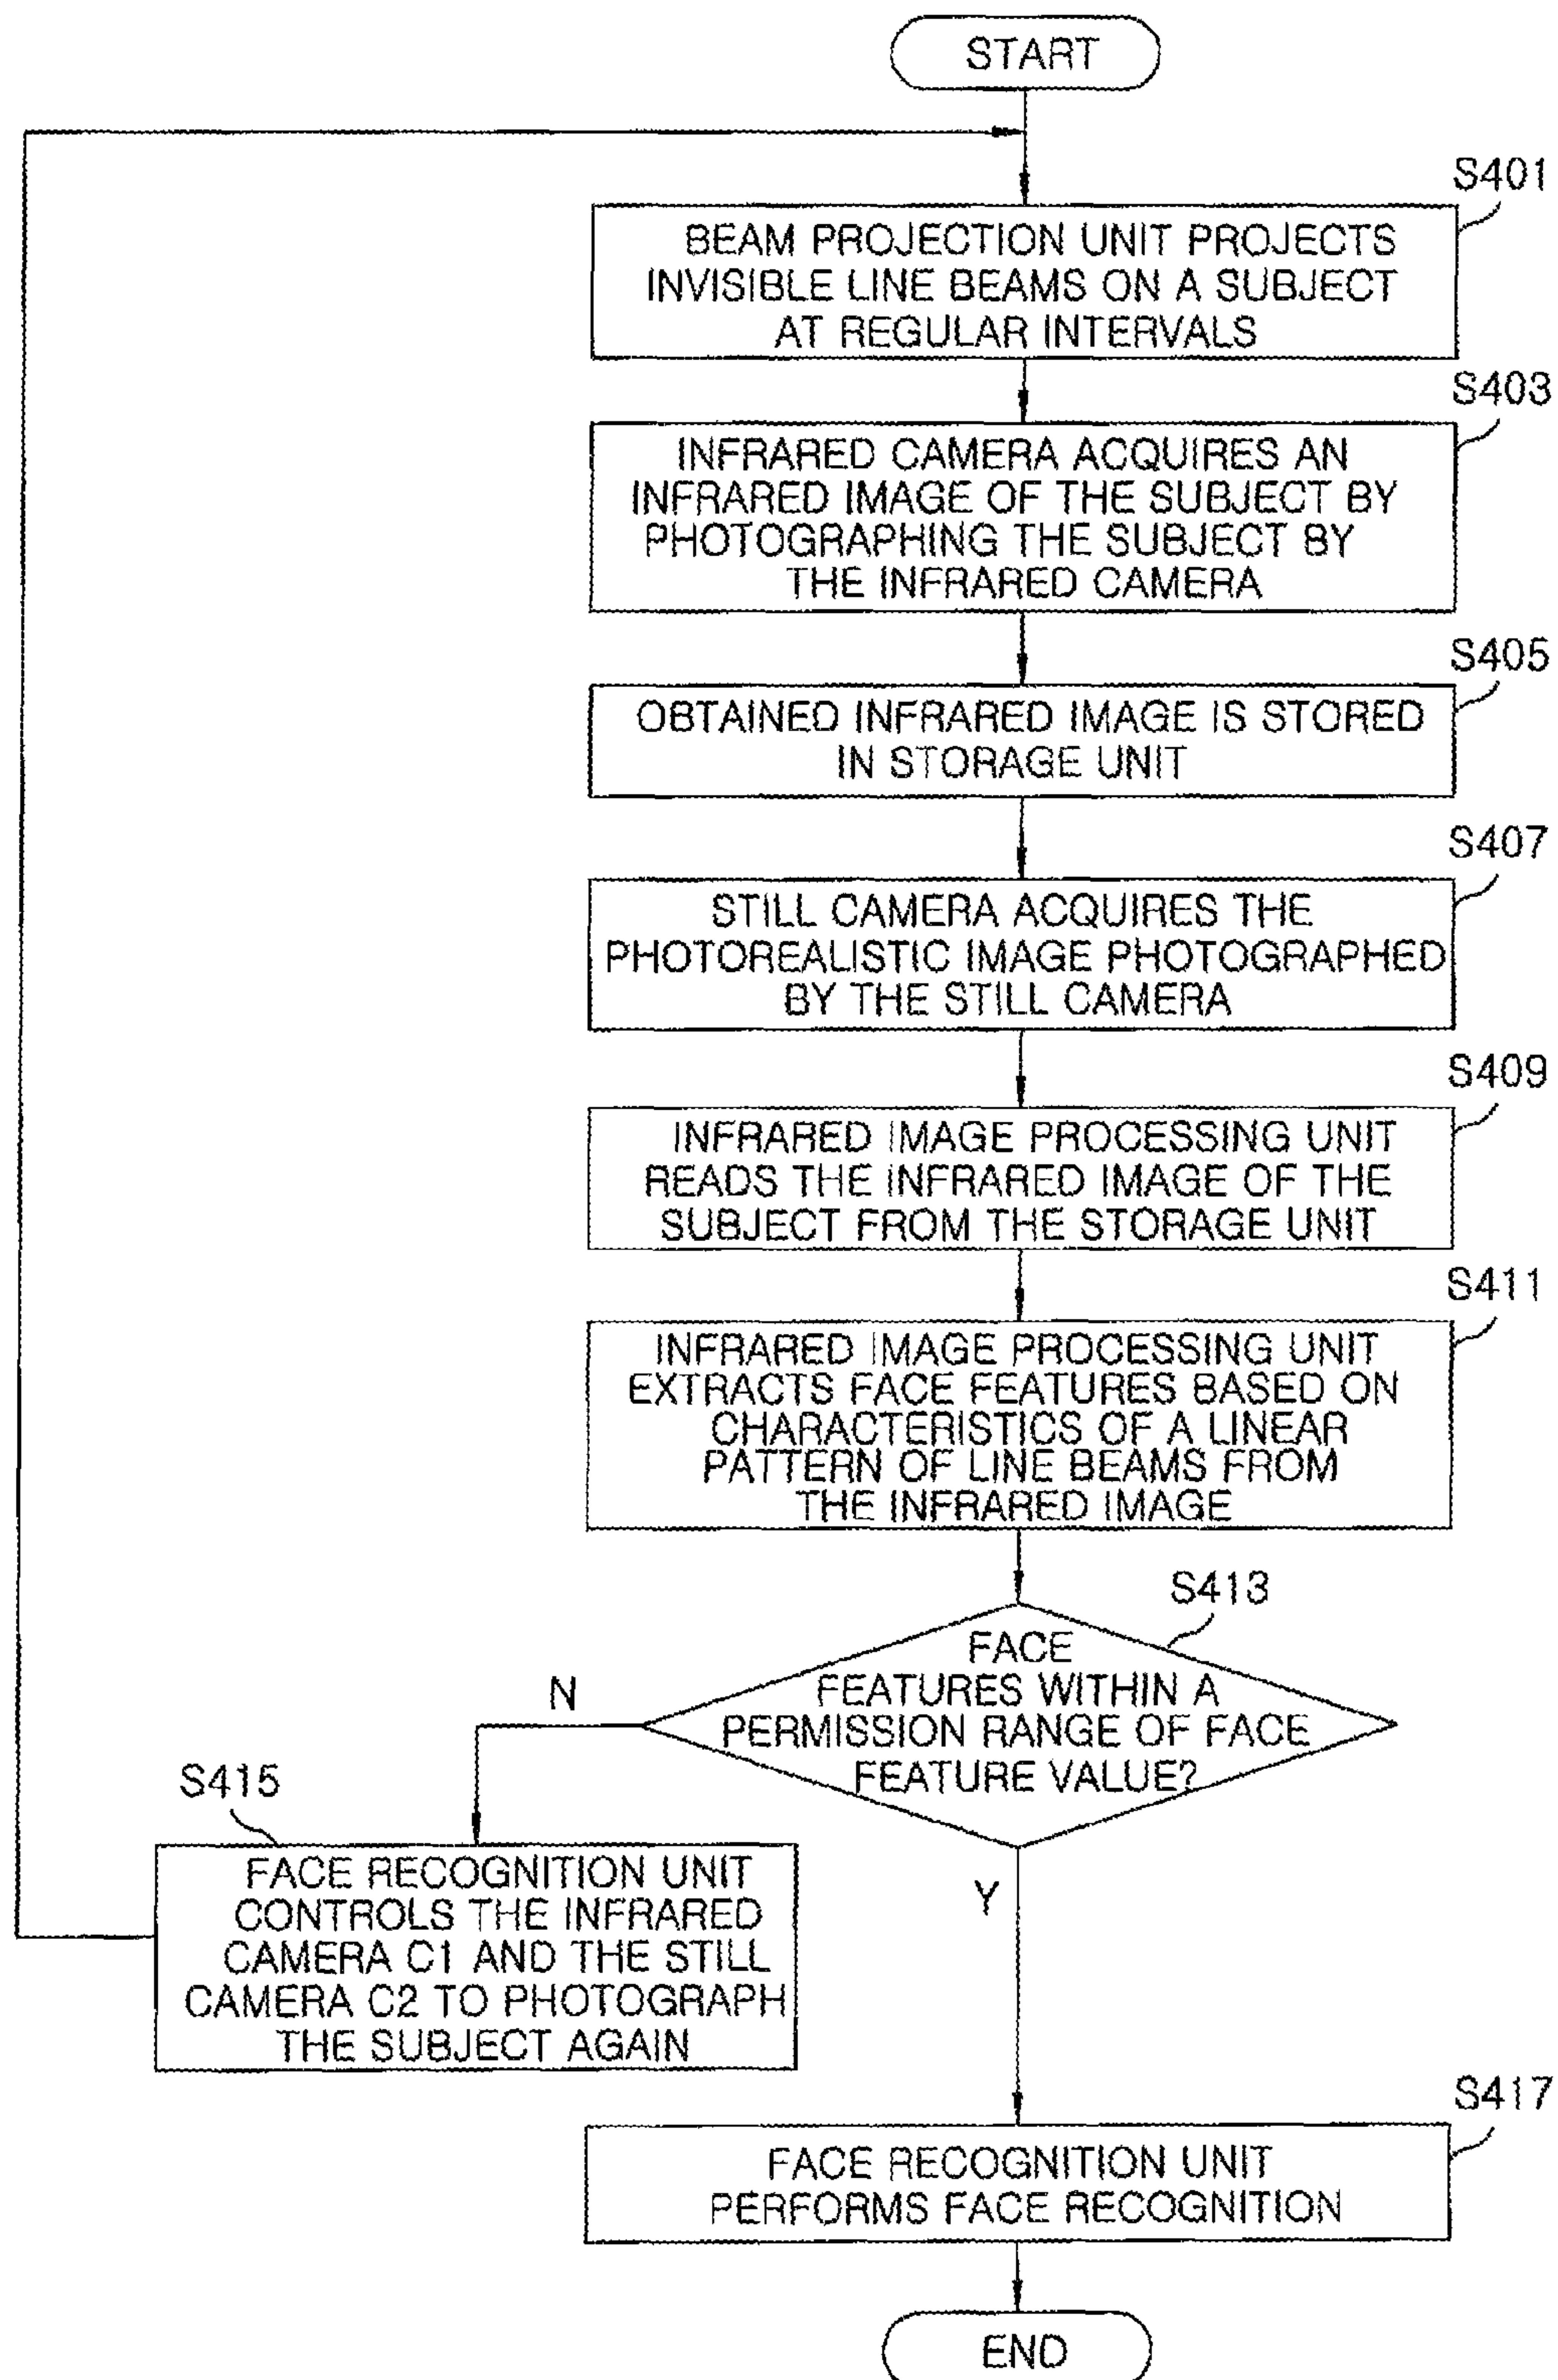 START
S401
BEAM PROJECTION UNIT PROJECTS
INVISIBLE LINE BEAMS ON A SUBJECT
AT REGULAR INTERVALS
S403
INFRARED CAMERA ACQUIRES AN
INFRARED IMAGE OF THE SUBJECT BY
PHOTOGRAPHING THE SUBJECT BY
THE INFRARED CAMERA
S405
OBTAINED INFRARED IMAGE IS STORED
IN STORAGE UNIT
S407
STILL CAMERA ACQUIRES THE
PHOTOREALISTIC IMAGE PHOTOGRAPHED
BY THE STILL CAMERA
S409
INFRARED IMAGE PROCESSING UNIT
READS THE INFRARED IMAGE OF THE
SUBJECT FROM THE STORAGE UNIT
S411
INFRARED IMAGE PROCESSING UNIT
EXTRACTS FACE FEATURES BASED ON
CHARACTERISTICS OF A LINEAR
PATTERN OF LINE BEAMS FROM
THE INFRARED IMAGE
S413
FACE
FEATURES WITHIN A
PERMISSION RANGE OF FACE
FEATURE VALUE?
N
S415
FACE RECOGNITION UNIT
CONTROLS THE INFRARED
CAMERA C1 AND THE STILL
CAMERA C2 TO PHOTOGRAPH
THE SUBJECT AGAIN
Y
S417
FACE RECOGNITION UNIT
PERFORMS FACE RECOGNITION
END